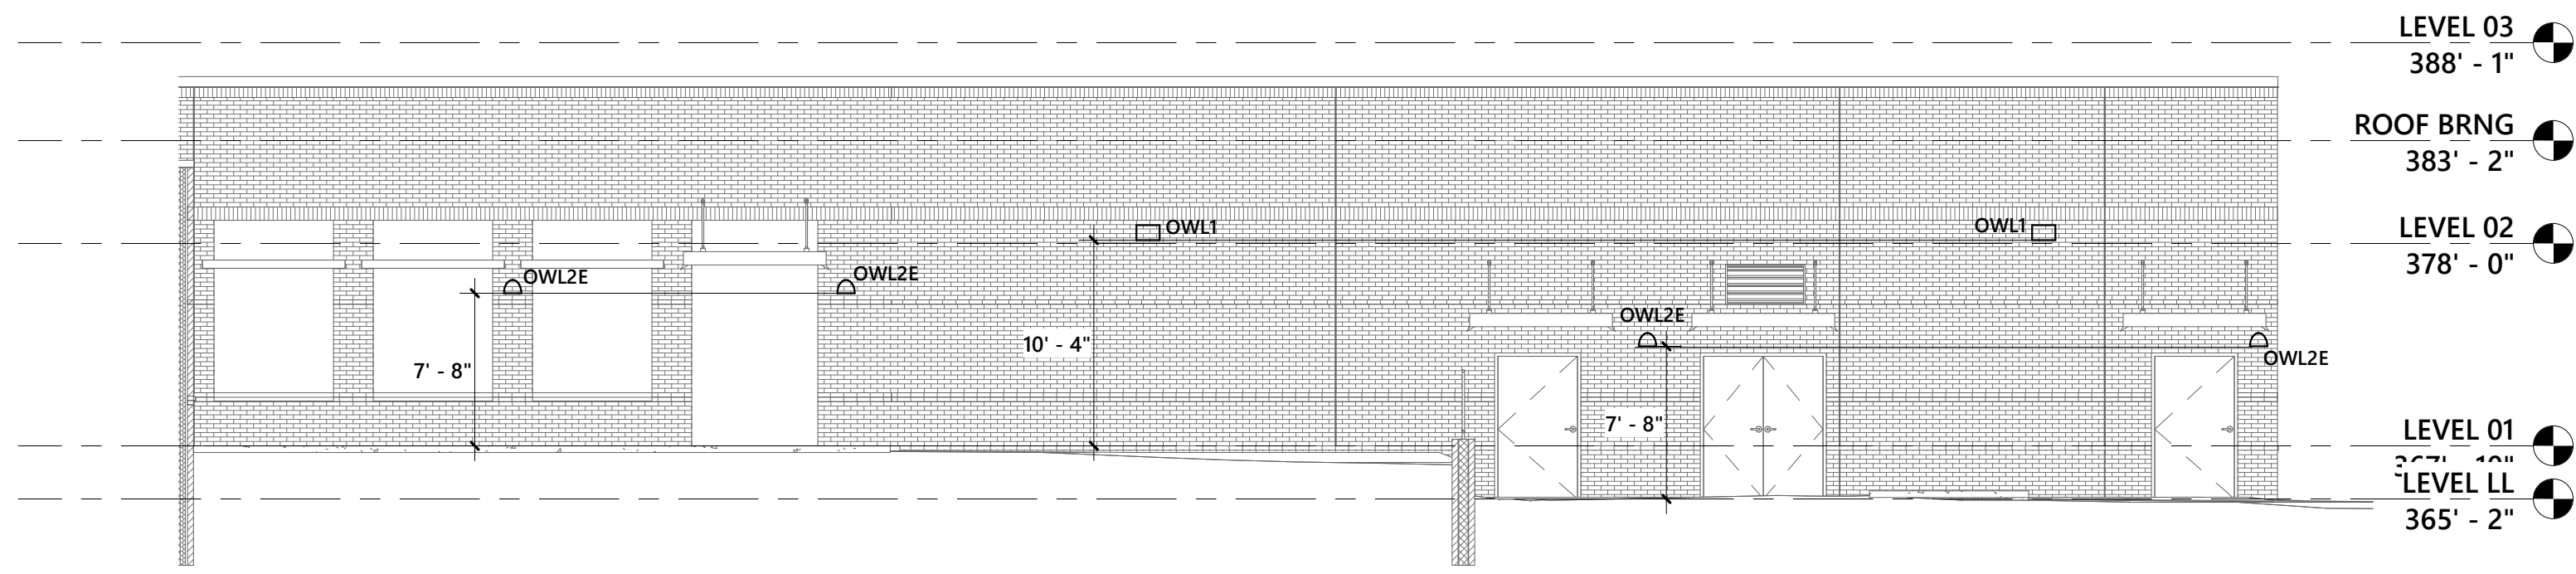 LEVEL 03
388' - 1"
ROOF BRNG
383' - 2"
OWL1
OWL1
LEVEL 02
378' - 0"
OWL2E
OWL2E
OWL2E
10' - 4"
OWL2E
7' - 8"
7' - 8"
LEVEL 01
LEVEL LL
365' - 2"